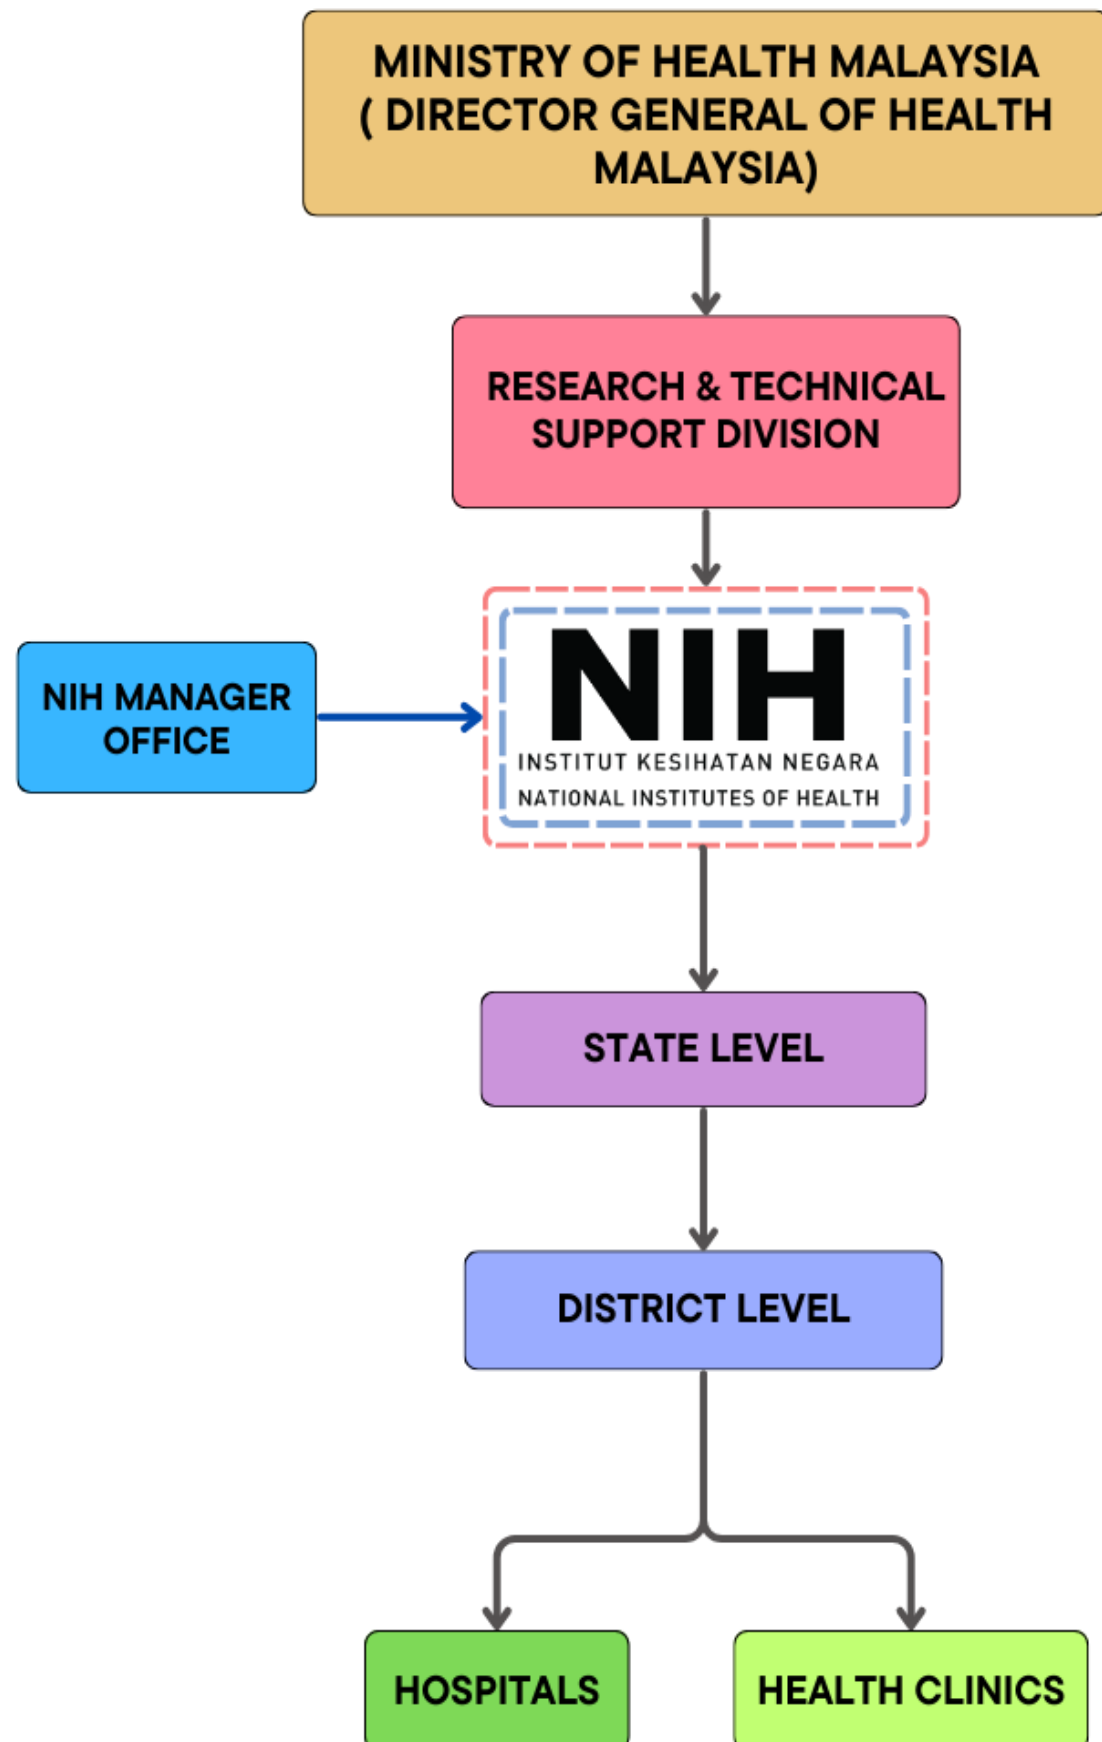 MINISTRY OF HEALTH MALAYSIA
( DIRECTOR GENERAL OF HEALTH
MALAYSIA)
RESEARCH & TECHNICAL
SUPPORT DIVISION
NIH MANAGER
OFFICE
NIH
INSTITUT KESIHATAN NEGARA
NATIONAL INSTITUTES OF HEALTH
STATE LEVEL
DISTRICT LEVEL
HOSPITALS
HEALTH CLINICS